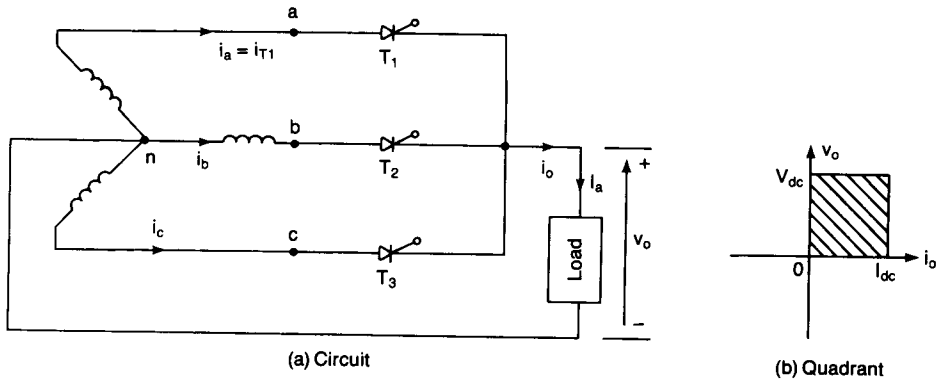 a
i_a = i_T1
T_1
n
i_b
b
T_2
i_o
I_a
+
v_o
−
Load
i_c
c
T_3
(a) Circuit
v_o
V_dc
0
I_dc
i_o
(b) Quadrant